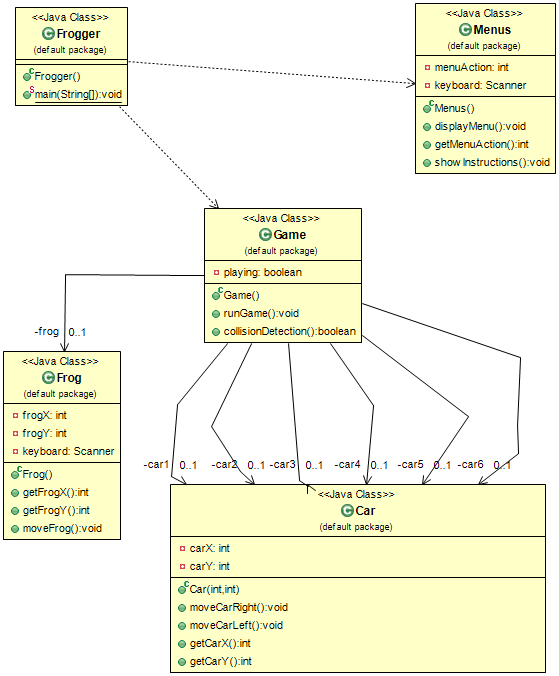 <<Java Class>>
Frogger
(default package)
Frogger()
main(String[]):void
<<Java Class>>
Menus
(default package)
menuAction: int
keyboard: Scanner
Menus()
displayMenu():void
getMenuAction():int
showInstructions():void
<<Java Class>>
Game
(default package)
playing: boolean
Game()
runGame():void
collisionDetection():boolean
-frog 0..1
<<Java Class>>
Frog
(default package)
frogX: int
frogY: int
keyboard: Scanner
Frog()
getFrogX():int
getFrogY():int
moveFrog():void
-car1 0..1 -car2 0..1 -car3 0..1 -car4 0..1 -car5 0..1 -car6 0..1
<<Java Class>>
Car
(default package)
carX: int
carY: int
Car(int,int)
moveCarRight():void
moveCarLeft():void
getCarX():int
getCarY():int